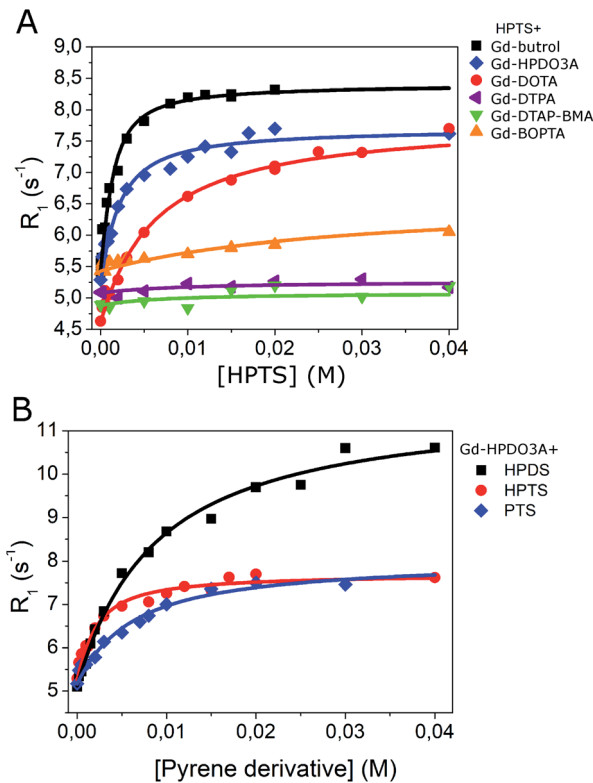 A
HPTS+
Gd-butrol
Gd-HPDO3A
Gd-DOTA
Gd-DTPA
Gd-DTAP-BMA
Gd-BOPTA
9,0
8,5
8,0
7,5
7,0
6,5
6,0
5,5
5,0
4,5
R1 (s-1)
0,00 0,01 0,02 0,03 0,04
[HPTS] (M)
B
Gd-HPDO3A+
HPDS
HPTS
PTS
11
10
9
8
7
6
5
R1 (s-1)
0,00 0,01 0,02 0,03 0,04
[Pyrene derivative] (M)